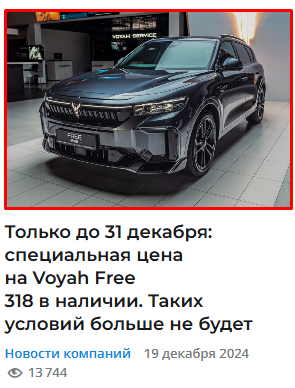 VOYAH SERVICE
FREE
Только до 31 декабря:
специальная цена
на Voyah Free
318 в наличии. Таких
условий больше не будет
Новости компаний 19 декабря 2024
13 744